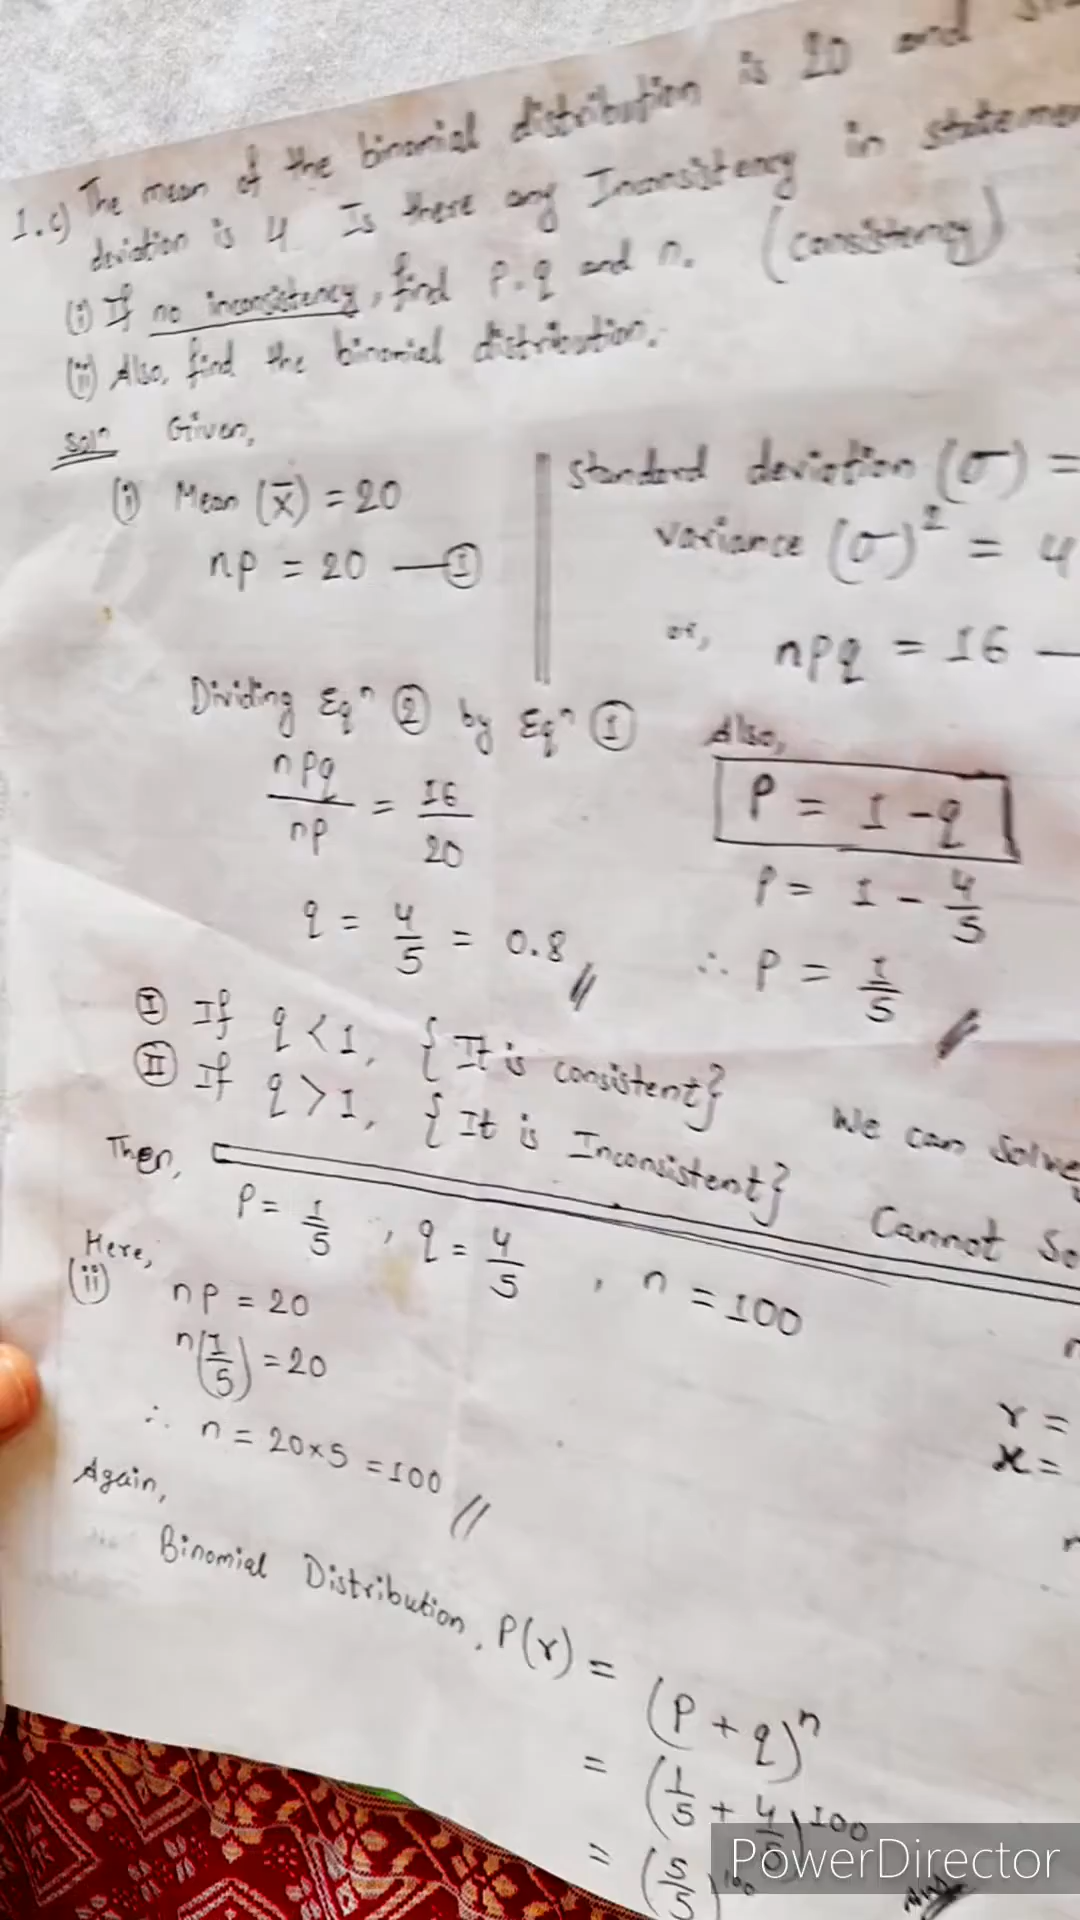 1.c) The mean of the binomial distribution is 20 and
deviation is 4 Is there any Inconsistency in
(i) If no inconsistency, find p, q and n. (consistency)
(ii) Also, find the binomial distribution.
Solⁿ Given,
(i) Mean (x̄) = 20
np = 20 —①
Standard deviation (σ) =
variance (σ)² = 4
or, npq = 16 —
Dividing Eqⁿ ② by Eqⁿ ①
npq/np = 16/20
q = 4/5 = 0.8 //
Also,
P = 1 - q
P = 1 - 4/5
∴ P = 1/5 //
Ⓘ If q < 1, {It is consistent} We can solve
Ⓘⓘ If q > 1, {It is Inconsistent} Cannot
Then,
P = 1/5 , q = 4/5 , n = 100
Here,
(ii) np = 20
n(1/5) = 20
∴ n = 20×5 = 100 //
r =
x =
Again,
Binomial Distribution, P(r) = (p + q)ⁿ
= (1/5 + 4/5)¹⁰⁰
= (5/5)¹⁰⁰
PowerDirector